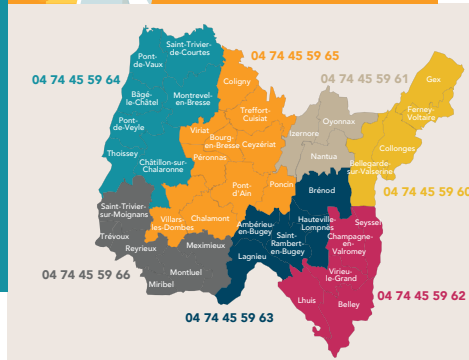 Saint-Trivier-
de-Courtes
Pont-
de-Vaux
04 74 45 59 65
Coligny
04 74 45 59 64
04 74 45 59 61
Gex
Bâgé-
le-Châtel
Montrevel-
en-Bresse
Treffort-
Cuisiat
Ferney-
Voltaire
Oyonnax
Izernore
Pont-
de-Veyle
Viriat
Bourg-
en-Bresse
Ceyzériat
Collonges
Thoissey
Péronnas
Nantua
Bellegarde-
sur-Valserine
Châtillon-sur-
Chalaronne
Pont-
d'Ain
Poncin
Brénod
04 74 45 59 60
Saint-Trivier-
sur-Moignans
Villars-
les-Dombes
Chalamont
Hauteville-
Lompnès
Seyssel
Ambérieu-
en-Bugey
Trévoux
Reyrieux
Meximieux
Saint-
Rambert-
en-Bugey
Champagne-
en-
Valromey
Lagnieu
04 74 45 59 66
Montluel
Miribel
Virieu-
le-Grand
04 74 45 59 62
Lhuis
Belley
04 74 45 59 63